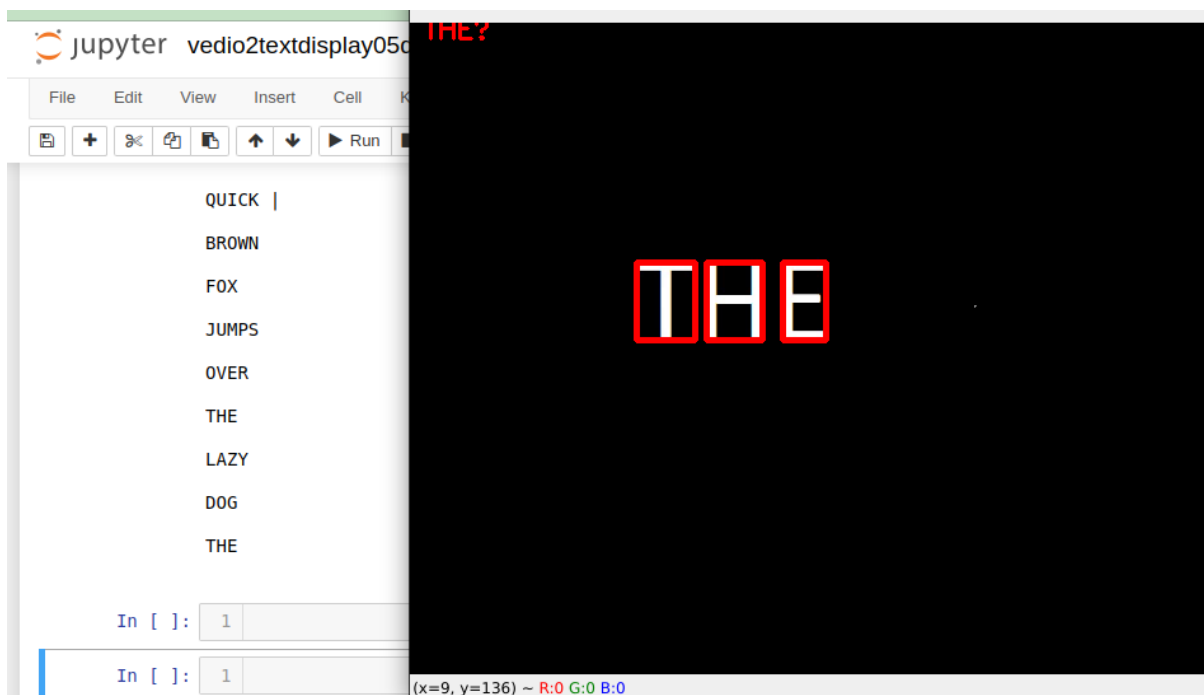 jupyter vedio2textdisplay05
File Edit View Insert Cell
Run
QUICK |
BROWN
FOX
JUMPS
OVER
THE
LAZY
DOG
THE
In [ ]: 1
In [ ]: 1
THE?
THE
(x=9, y=136) ~ R:0 G:0 B:0